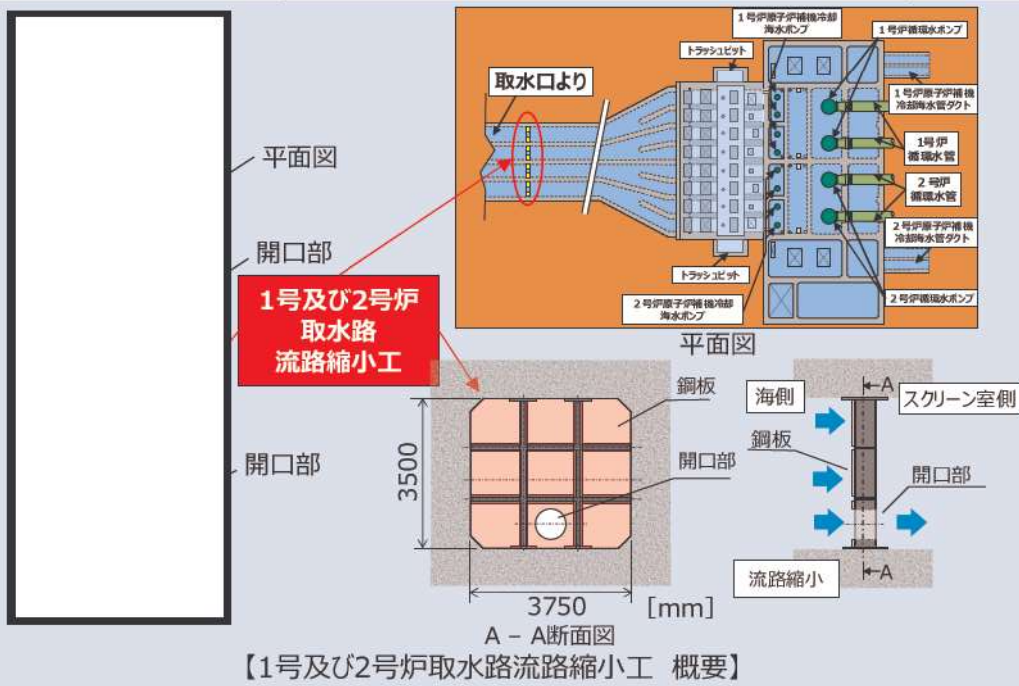 平面図
開口部
開口部
1号及び2号炉
取水路
流路縮小工
取水口より
1号炉原子炉補機冷却
海水ポンプ
1号炉循環水ポンプ
トラッシュピット
1号炉原子炉補機
冷却海水管ダクト
1号炉
循環水管
2号炉
循環水管
2号炉原子炉補機
冷却海水管ダクト
トラッシュピット
2号炉原子炉補機冷却
海水ポンプ
2号炉循環水ポンプ
平面図
鋼板
開口部
3500
3750
[mm]
A – A断面図
A
海側
スクリーン室側
鋼板
開口部
流路縮小
A
【1号及び2号炉取水路流路縮小工 概要】